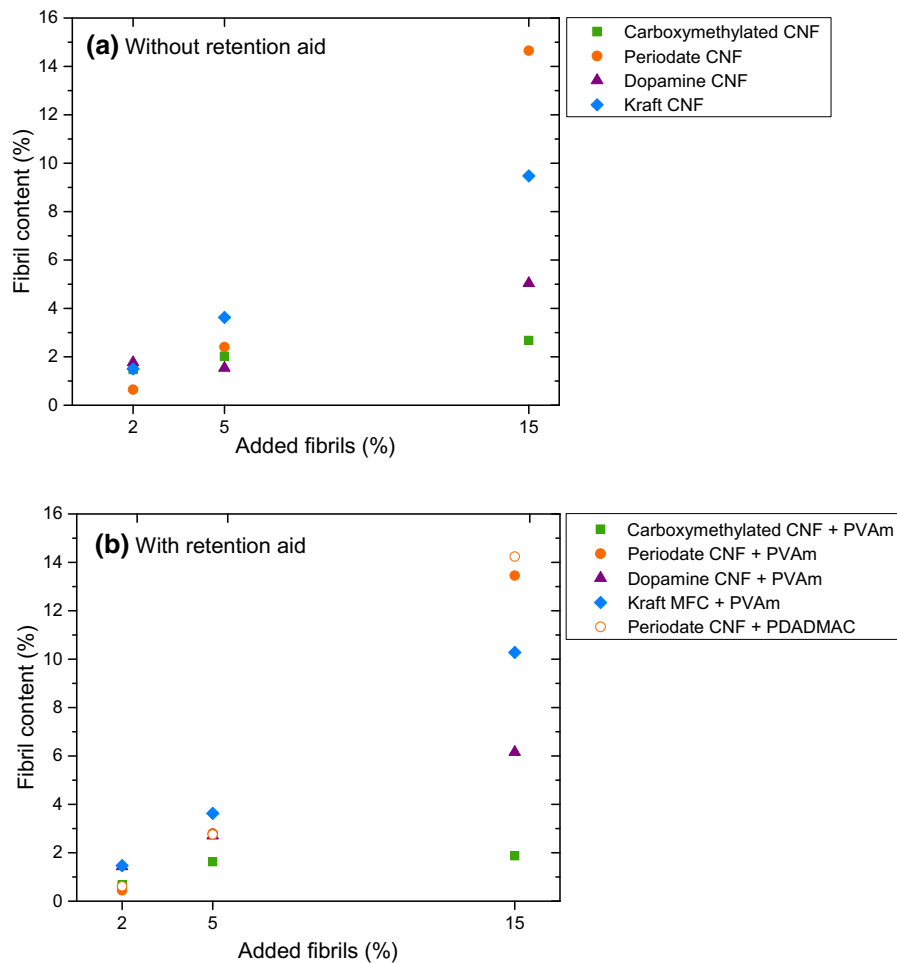 (a) Without retention aid
Carboxymethylated CNF
Periodate CNF
Dopamine CNF
Kraft CNF
Fibril content (%)
16
14
12
10
8
6
4
2
0
2 5 15
Added fibrils (%)
(b) With retention aid
Carboxymethylated CNF + PVAm
Periodate CNF + PVAm
Dopamine CNF + PVAm
Kraft MFC + PVAm
Periodate CNF + PDADMAC
Fibril content (%)
16
14
12
10
8
6
4
2
0
2 5 15
Added fibrils (%)